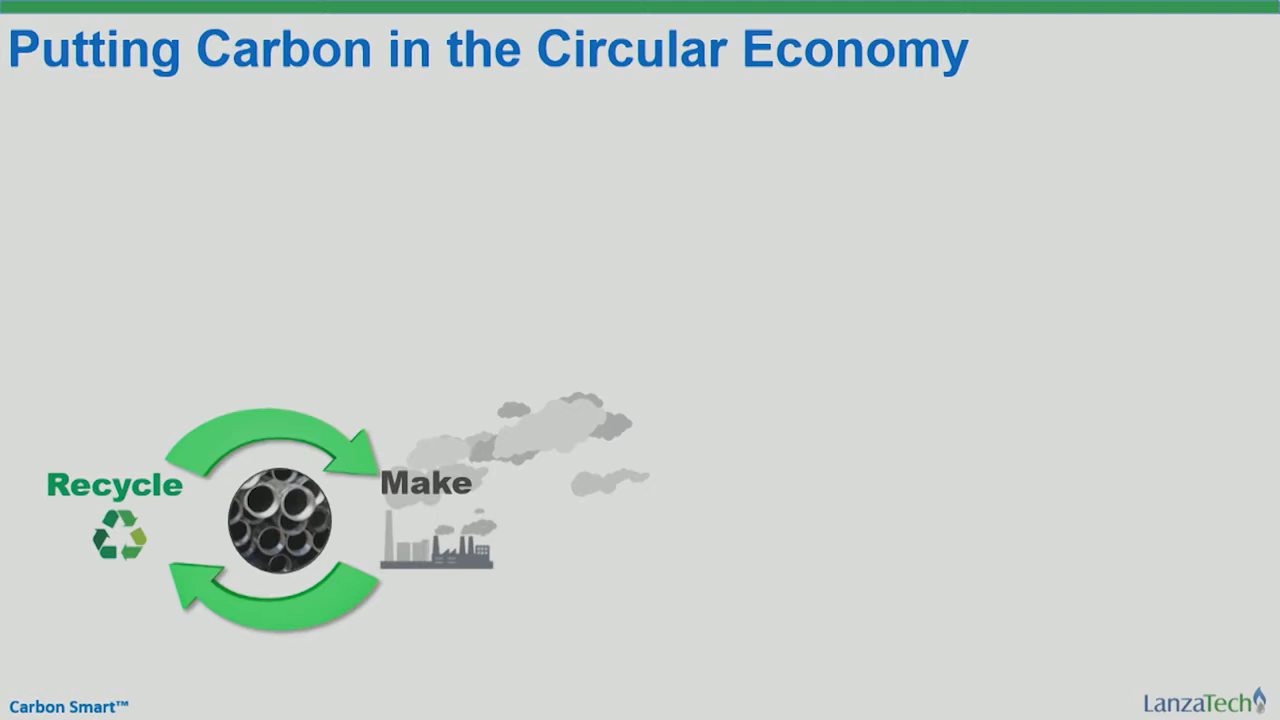 Putting Carbon in the Circular Economy
Recycle
Make
Carbon Smart™
LanzaTech